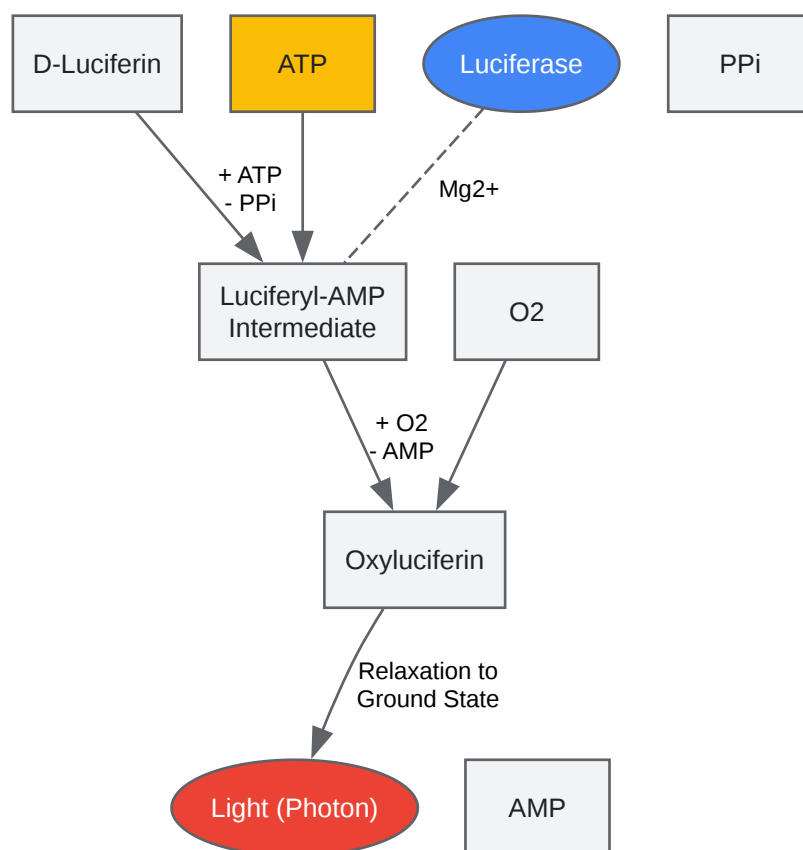 D-Luciferin
ATP
Luciferase
PPi
+ ATP
- PPi
Mg2+
Luciferyl-AMP
Intermediate
O2
+ O2
- AMP
Oxyluciferin
Relaxation to
Ground State
Light (Photon)
AMP